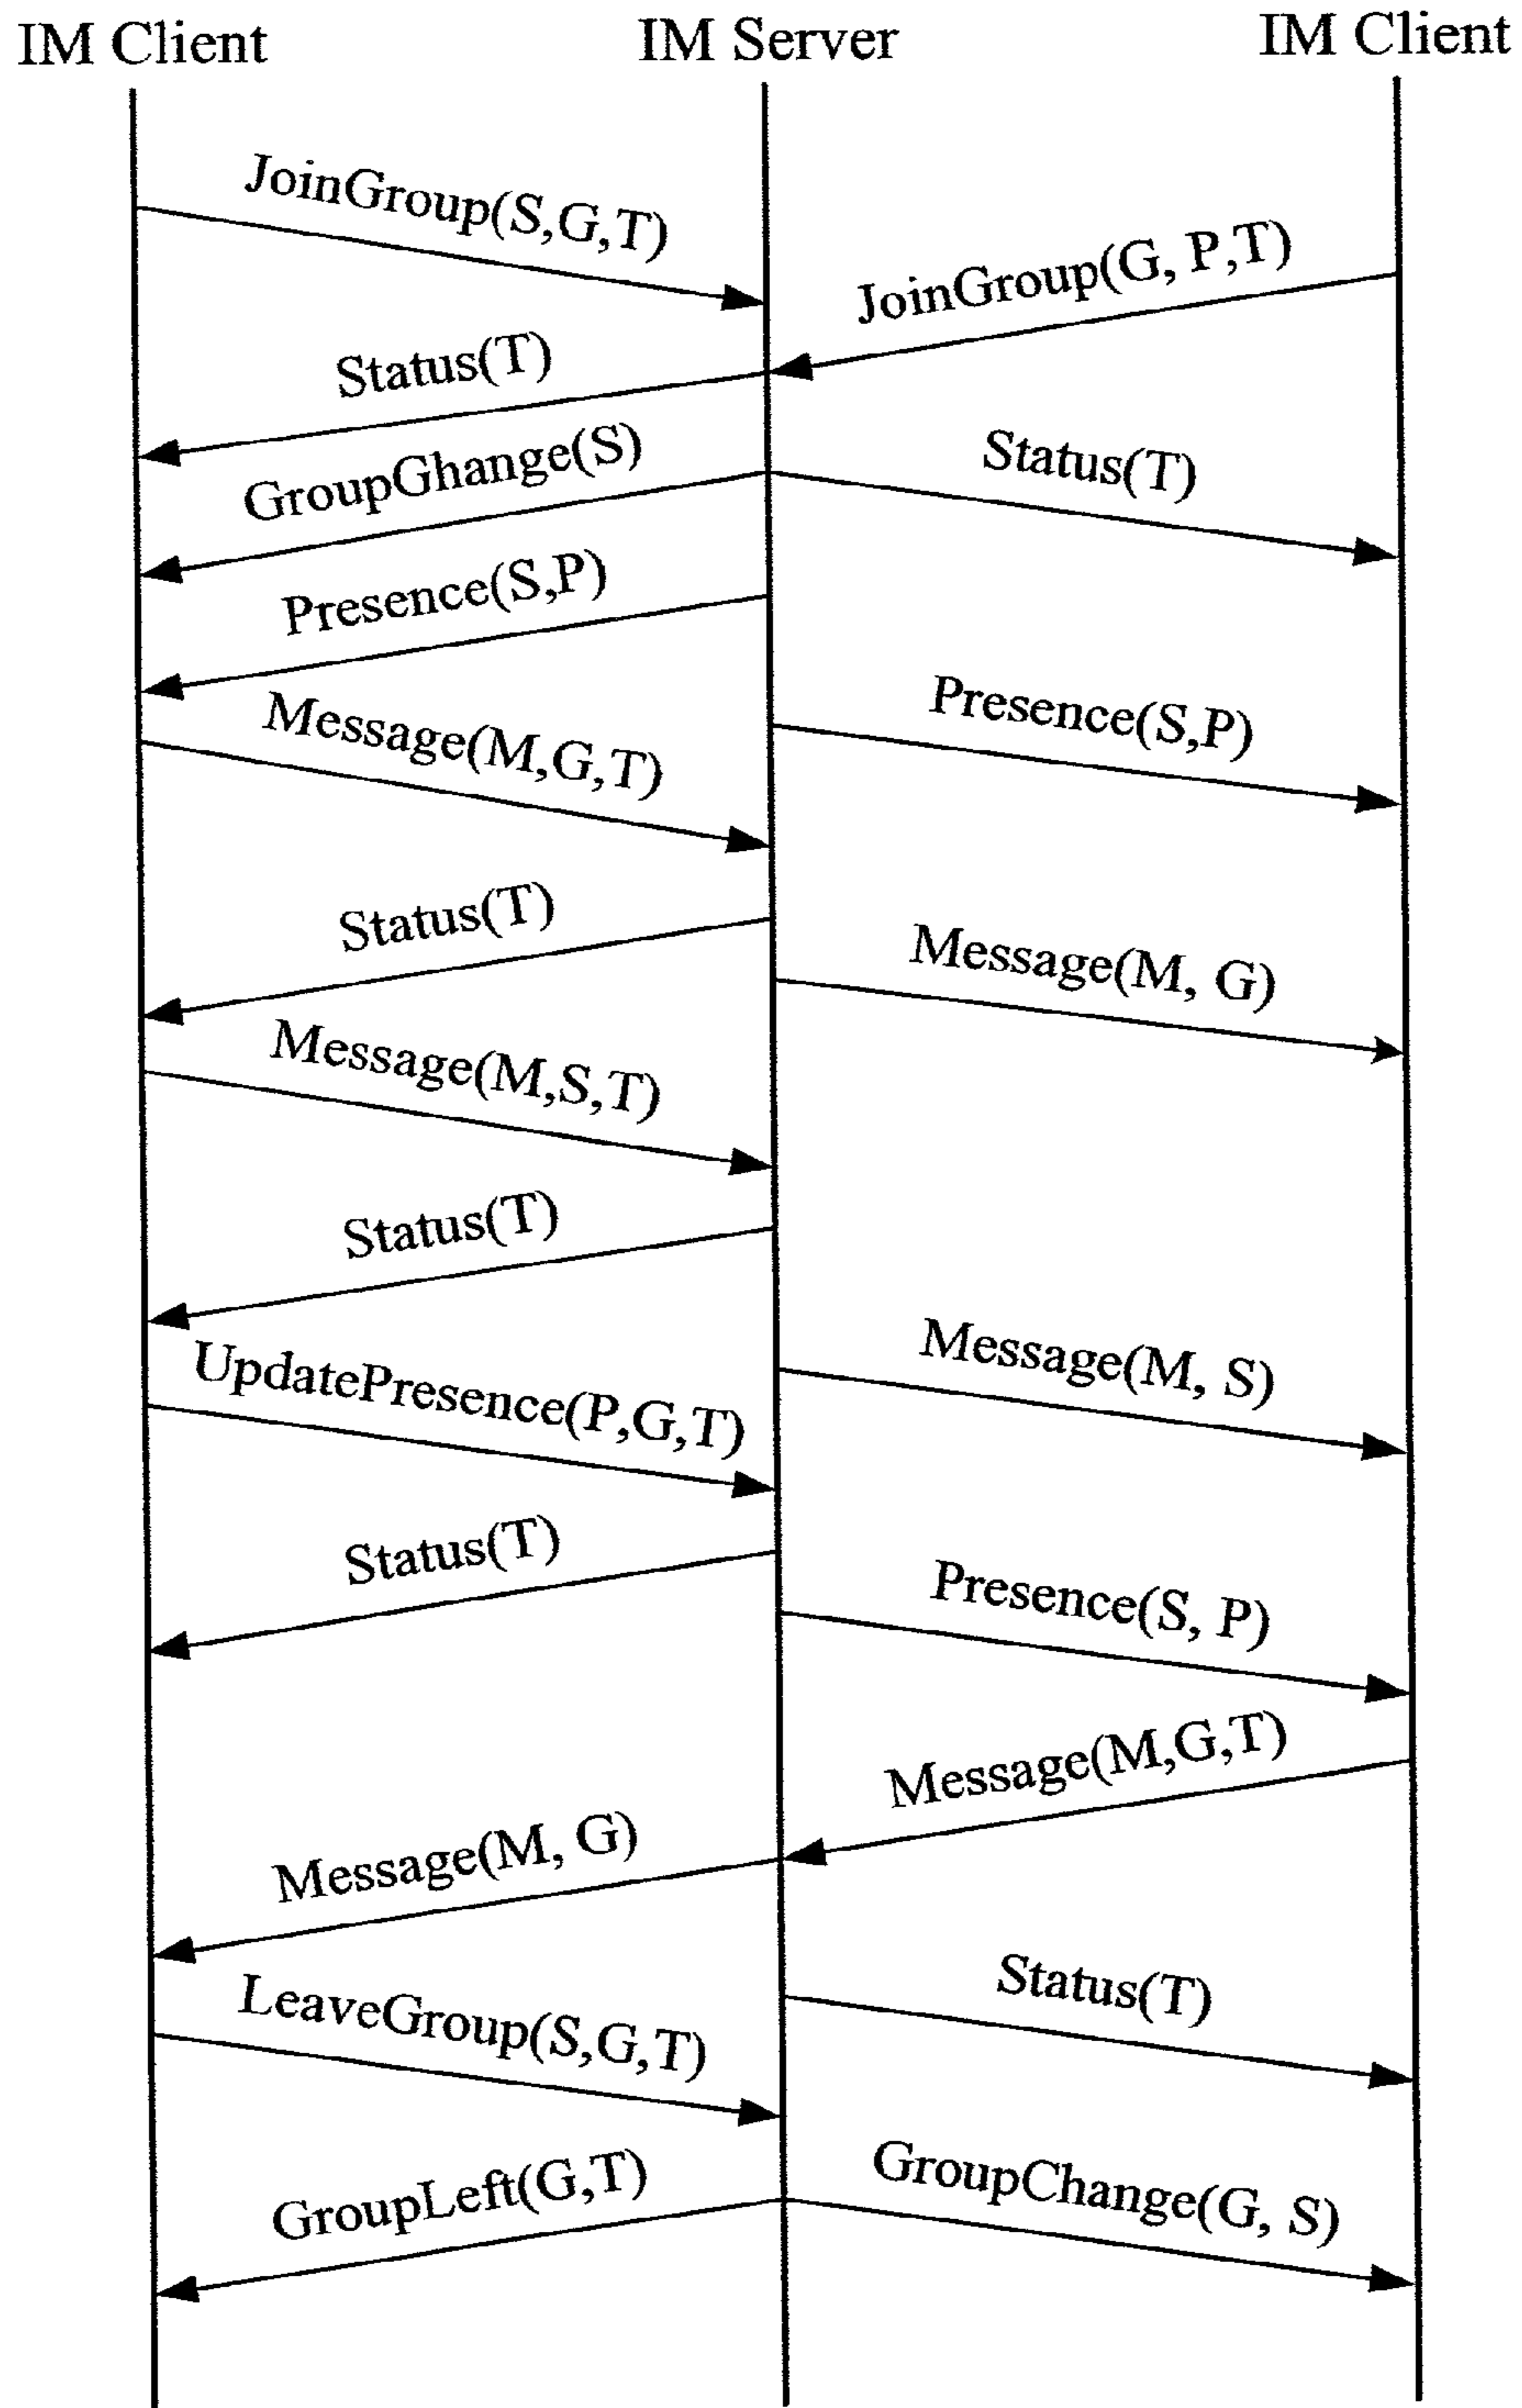 IM Client
IM Server
IM Client
JoinGroup(S,G,T)
JoinGroup(G, P,T)
Status(T)
GroupGhange(S)
Status(T)
Presence(S,P)
Presence(S,P)
Message(M,G,T)
Status(T)
Message(M, G)
Message(M,S,T)
Status(T)
Message(M, S)
UpdatePresence(P,G,T)
Status(T)
Presence(S, P)
Message(M,G,T)
Message(M, G)
Status(T)
LeaveGroup(S,G,T)
GroupLeft(G,T)
GroupChange(G, S)